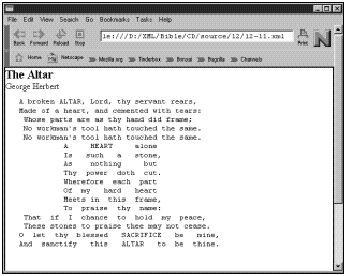 File Edit View Search Go Bookmarks Tasks Help
Back Forward Reload Stop
le:///D:/XML/Bible/CD/source/12/12-11.xml
Print
Home Netscape Mozilla.org Tinderbox Bonsai Bugzilla Channels
The Altar
George Herbert
A broken ALTAR, Lord, thy servant rears,
Made of a heart, and cemented with tears:
Whose parts are as thy hand did frame;
No workman's tool hath touched the same.
No workman's tool hath touched the same.
A HEART alone
Is such a stone,
As nothing but
Thy power doth cut.
Wherefore each part
Of my hard heart
Meets in this frame,
To praise thy name:
That if I chance to hold my peace,
These stones to praise thee may not cease.
O let thy blessed SACRIFICE be mine,
And sanctify this ALTAR to be thine.